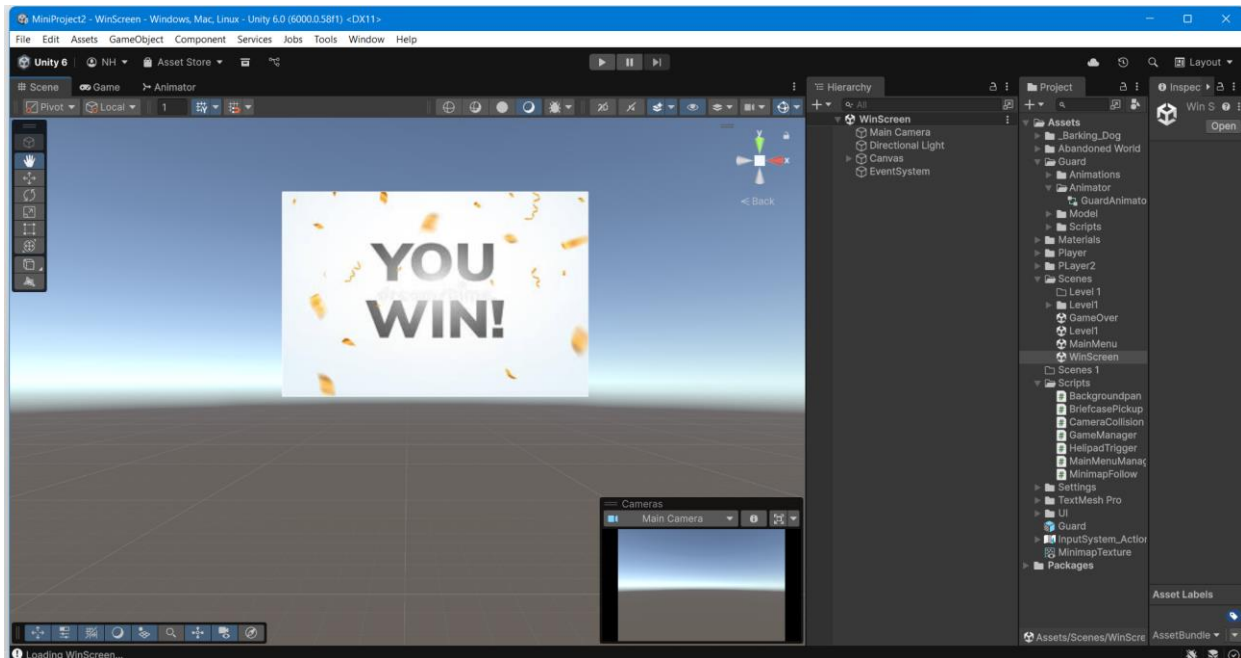 MiniProject2 - WinScreen - Windows, Mac, Linux - Unity 6.0 (6000.0.58f1) <DX11>
File Edit Assets GameObject Component Services Jobs Tools Window Help
Unity 6 NH Asset Store Layout
Scene Game Animator
Pivot Local 1
2D
y
x
Back
YOU
WIN!
Cameras
Main Camera
Hierarchy
All
WinScreen
Main Camera
Directional Light
Canvas
EventSystem
Project
Assets
_Barking_Dog
Abandoned World
Guard
Animations
Animator
GuardAnimato
Model
Scripts
Materials
Player
PLayer2
Scenes
Level 1
Level1
GameOver
Level1
MainMenu
WinScreen
Scenes 1
Scripts
Backgroundpan
BriefcasePickup
CameraCollision
GameManager
HelipadTrigger
MainMenuManag
MinimapFollow
Settings
TextMesh Pro
UI
Guard
InputSystem_Action
MinimapTexture
Packages
Assets/Scenes/WinScre
Inspec
Win S
Open
Asset Labels
AssetBundle
Loading WinScreen...